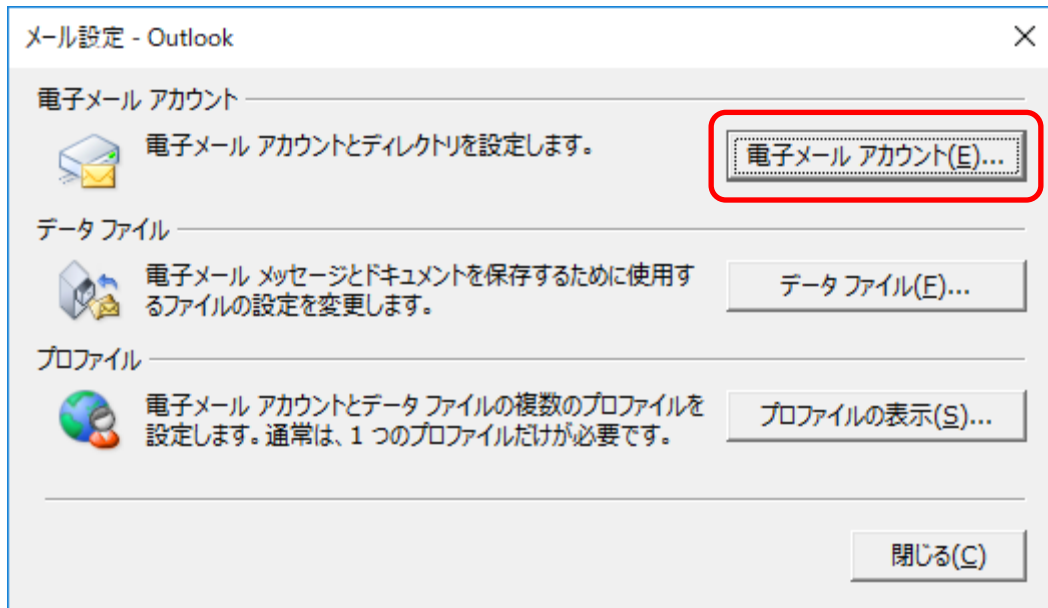 メール設定 - Outlook
電子メール アカウント
電子メール アカウントとディレクトリを設定します。
電子メール アカウント(E)...
データ ファイル
電子メール メッセージとドキュメントを保存するために使用す
るファイルの設定を変更します。
データ ファイル(F)...
プロファイル
電子メール アカウントとデータ ファイルの複数のプロファイルを
設定します。通常は、1 つのプロファイルだけが必要です。
プロファイルの表示(S)...
閉じる(C)